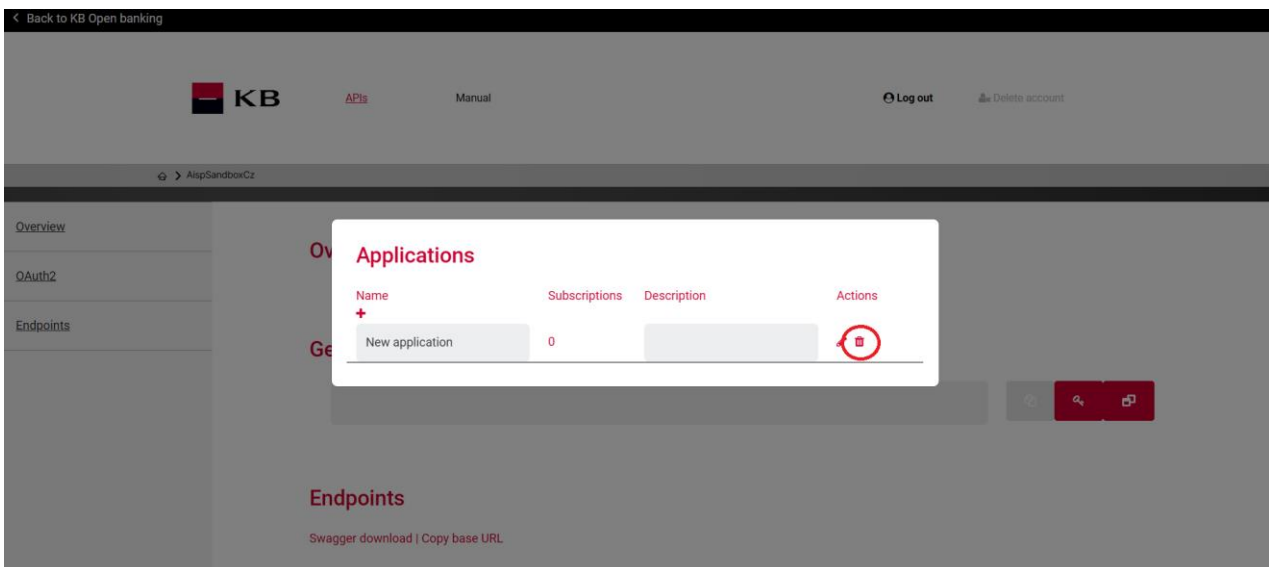 Back to KB Open banking
KB APIs Manual Log out Delete account
AispSandboxCz
Overview
OAuth2
Endpoints
Ov
Applications
Name Subscriptions Description Actions
New application 0
Ge
Endpoints
Swagger download | Copy base URL